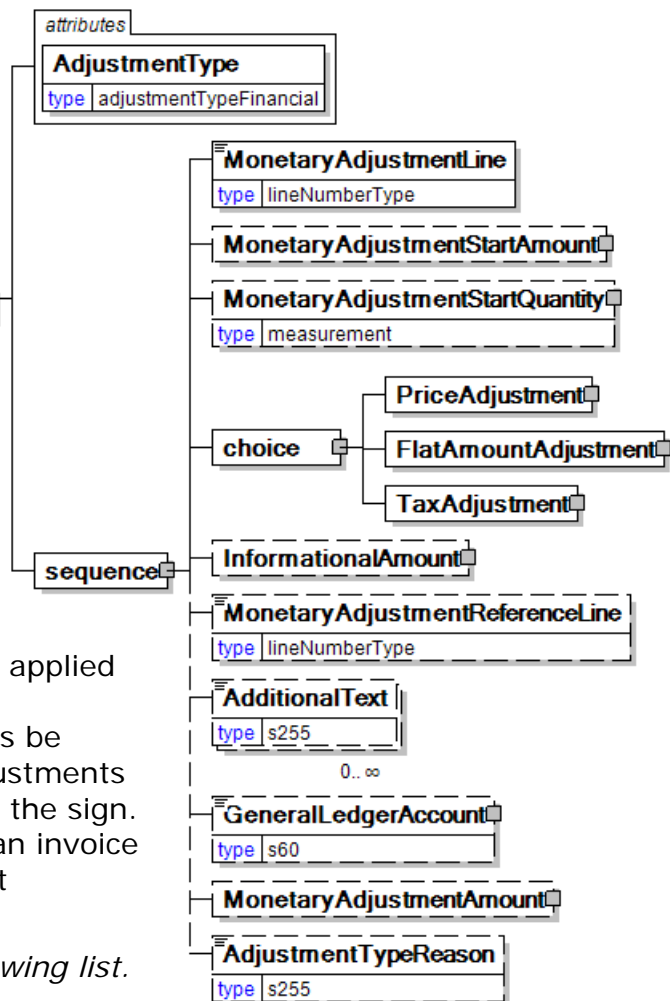 attributes
AdjustmentType
type adjustmentTypeFinancial
MonetaryAdjustmentLine
type lineNumberType
MonetaryAdjustmentStartAmount
MonetaryAdjustmentStartQuantity
type measurement
choice
PriceAdjustment
FlatAmountAdjustment
TaxAdjustment
sequence
InformationalAmount
MonetaryAdjustmentReferenceLine
type lineNumberType
AdditionalText
type s255
0.. ∞
GeneralLedgerAccount
type s60
MonetaryAdjustmentAmount
AdjustmentTypeReason
type s255
applied
s be
ustments
the sign.
an invoice
t
wing list.